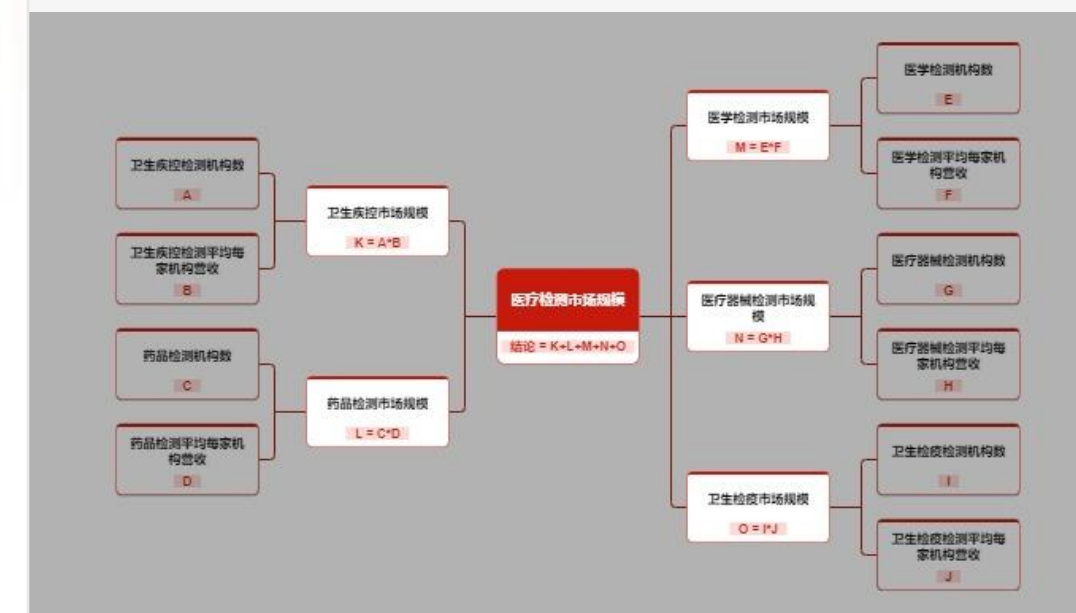 卫生疾控检测机构数
A
卫生疾控检测平均每
家机构营收
B
药品检测机构数
C
药品检测平均每家机
构营收
D
卫生疾控市场规模
K = A*B
药品检测市场规模
L = C*D
医疗检测市场规模
结论 = K+L+M+N+O
医学检测市场规模
M = E*F
医疗器械检测市场规
模
N = G*H
卫生检疫市场规模
O = I*J
医学检测机构数
E
医学检测平均每家机
构营收
F
医疗器械检测机构数
G
医疗器械检测平均每
家机构营收
H
卫生检疫检测机构数
I
卫生检疫检测平均每
家机构营收
J